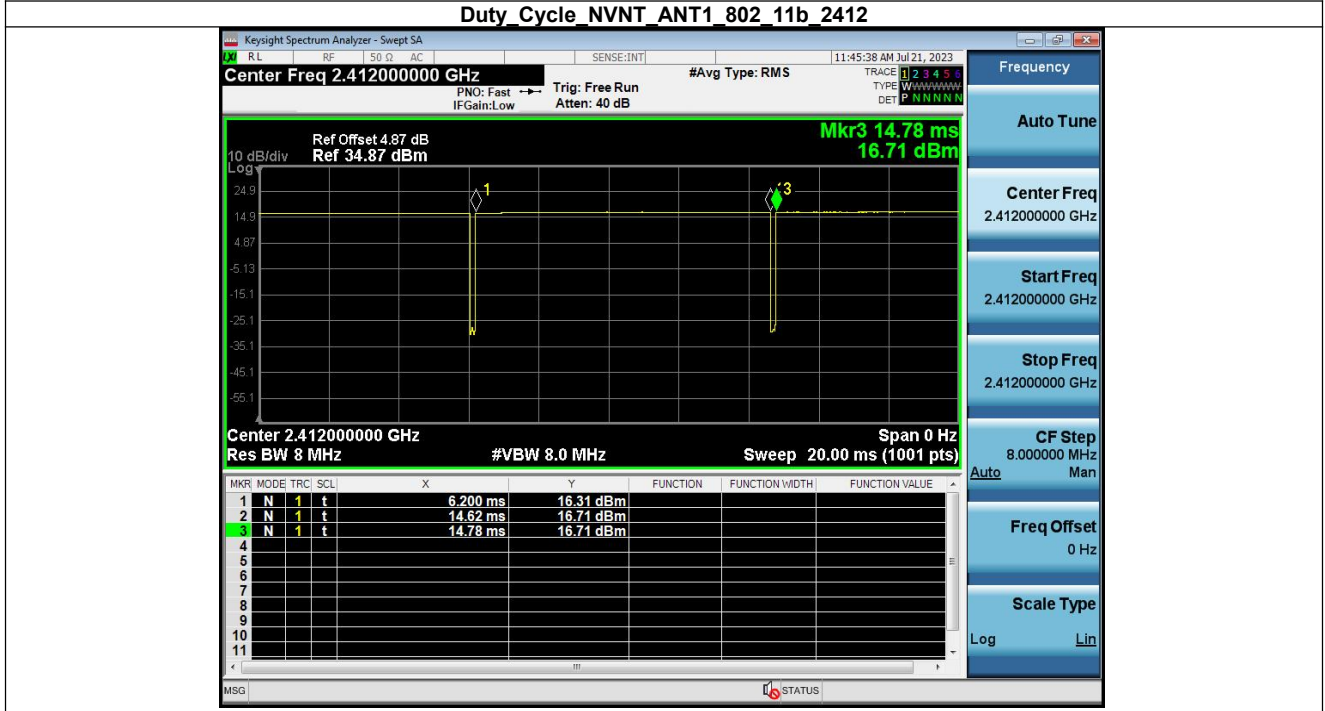 Duty_Cycle_NVNT_ANT1_802_11b_2412
Keysight Spectrum Analyzer - Swept SA
LXI RL RF 50 Ω AC SENSE:INT 11:45:38 AM Jul 21, 2023
Center Freq 2.412000000 GHz #Avg Type: RMS TRACE 1 2 3 4 5 6
PNO: Fast Trig: Free Run TYPE WWWWWW
IFGain:Low Atten: 40 dB DET P N N N N N
Mkr3 14.78 ms
Ref Offset 4.87 dB
10 dB/div Ref 34.87 dBm 16.71 dBm
Log
24.9
14.9
4.87
-5.13
-15.1
-25.1
-35.1
-45.1
-55.1
1
3
Center 2.412000000 GHz Span 0 Hz
Res BW 8 MHz #VBW 8.0 MHz Sweep 20.00 ms (1001 pts)
MKR MODE TRC SCL X Y FUNCTION FUNCTION WIDTH FUNCTION VALUE
1 N 1 t 6.200 ms 16.31 dBm
2 N 1 t 14.62 ms 16.71 dBm
3 N 1 t 14.78 ms 16.71 dBm
4
5
6
7
8
9
10
11
MSG STATUS
Frequency
Auto Tune
Center Freq
2.412000000 GHz
Start Freq
2.412000000 GHz
Stop Freq
2.412000000 GHz
CF Step
8.000000 MHz
Auto Man
Freq Offset
0 Hz
Scale Type
Log Lin